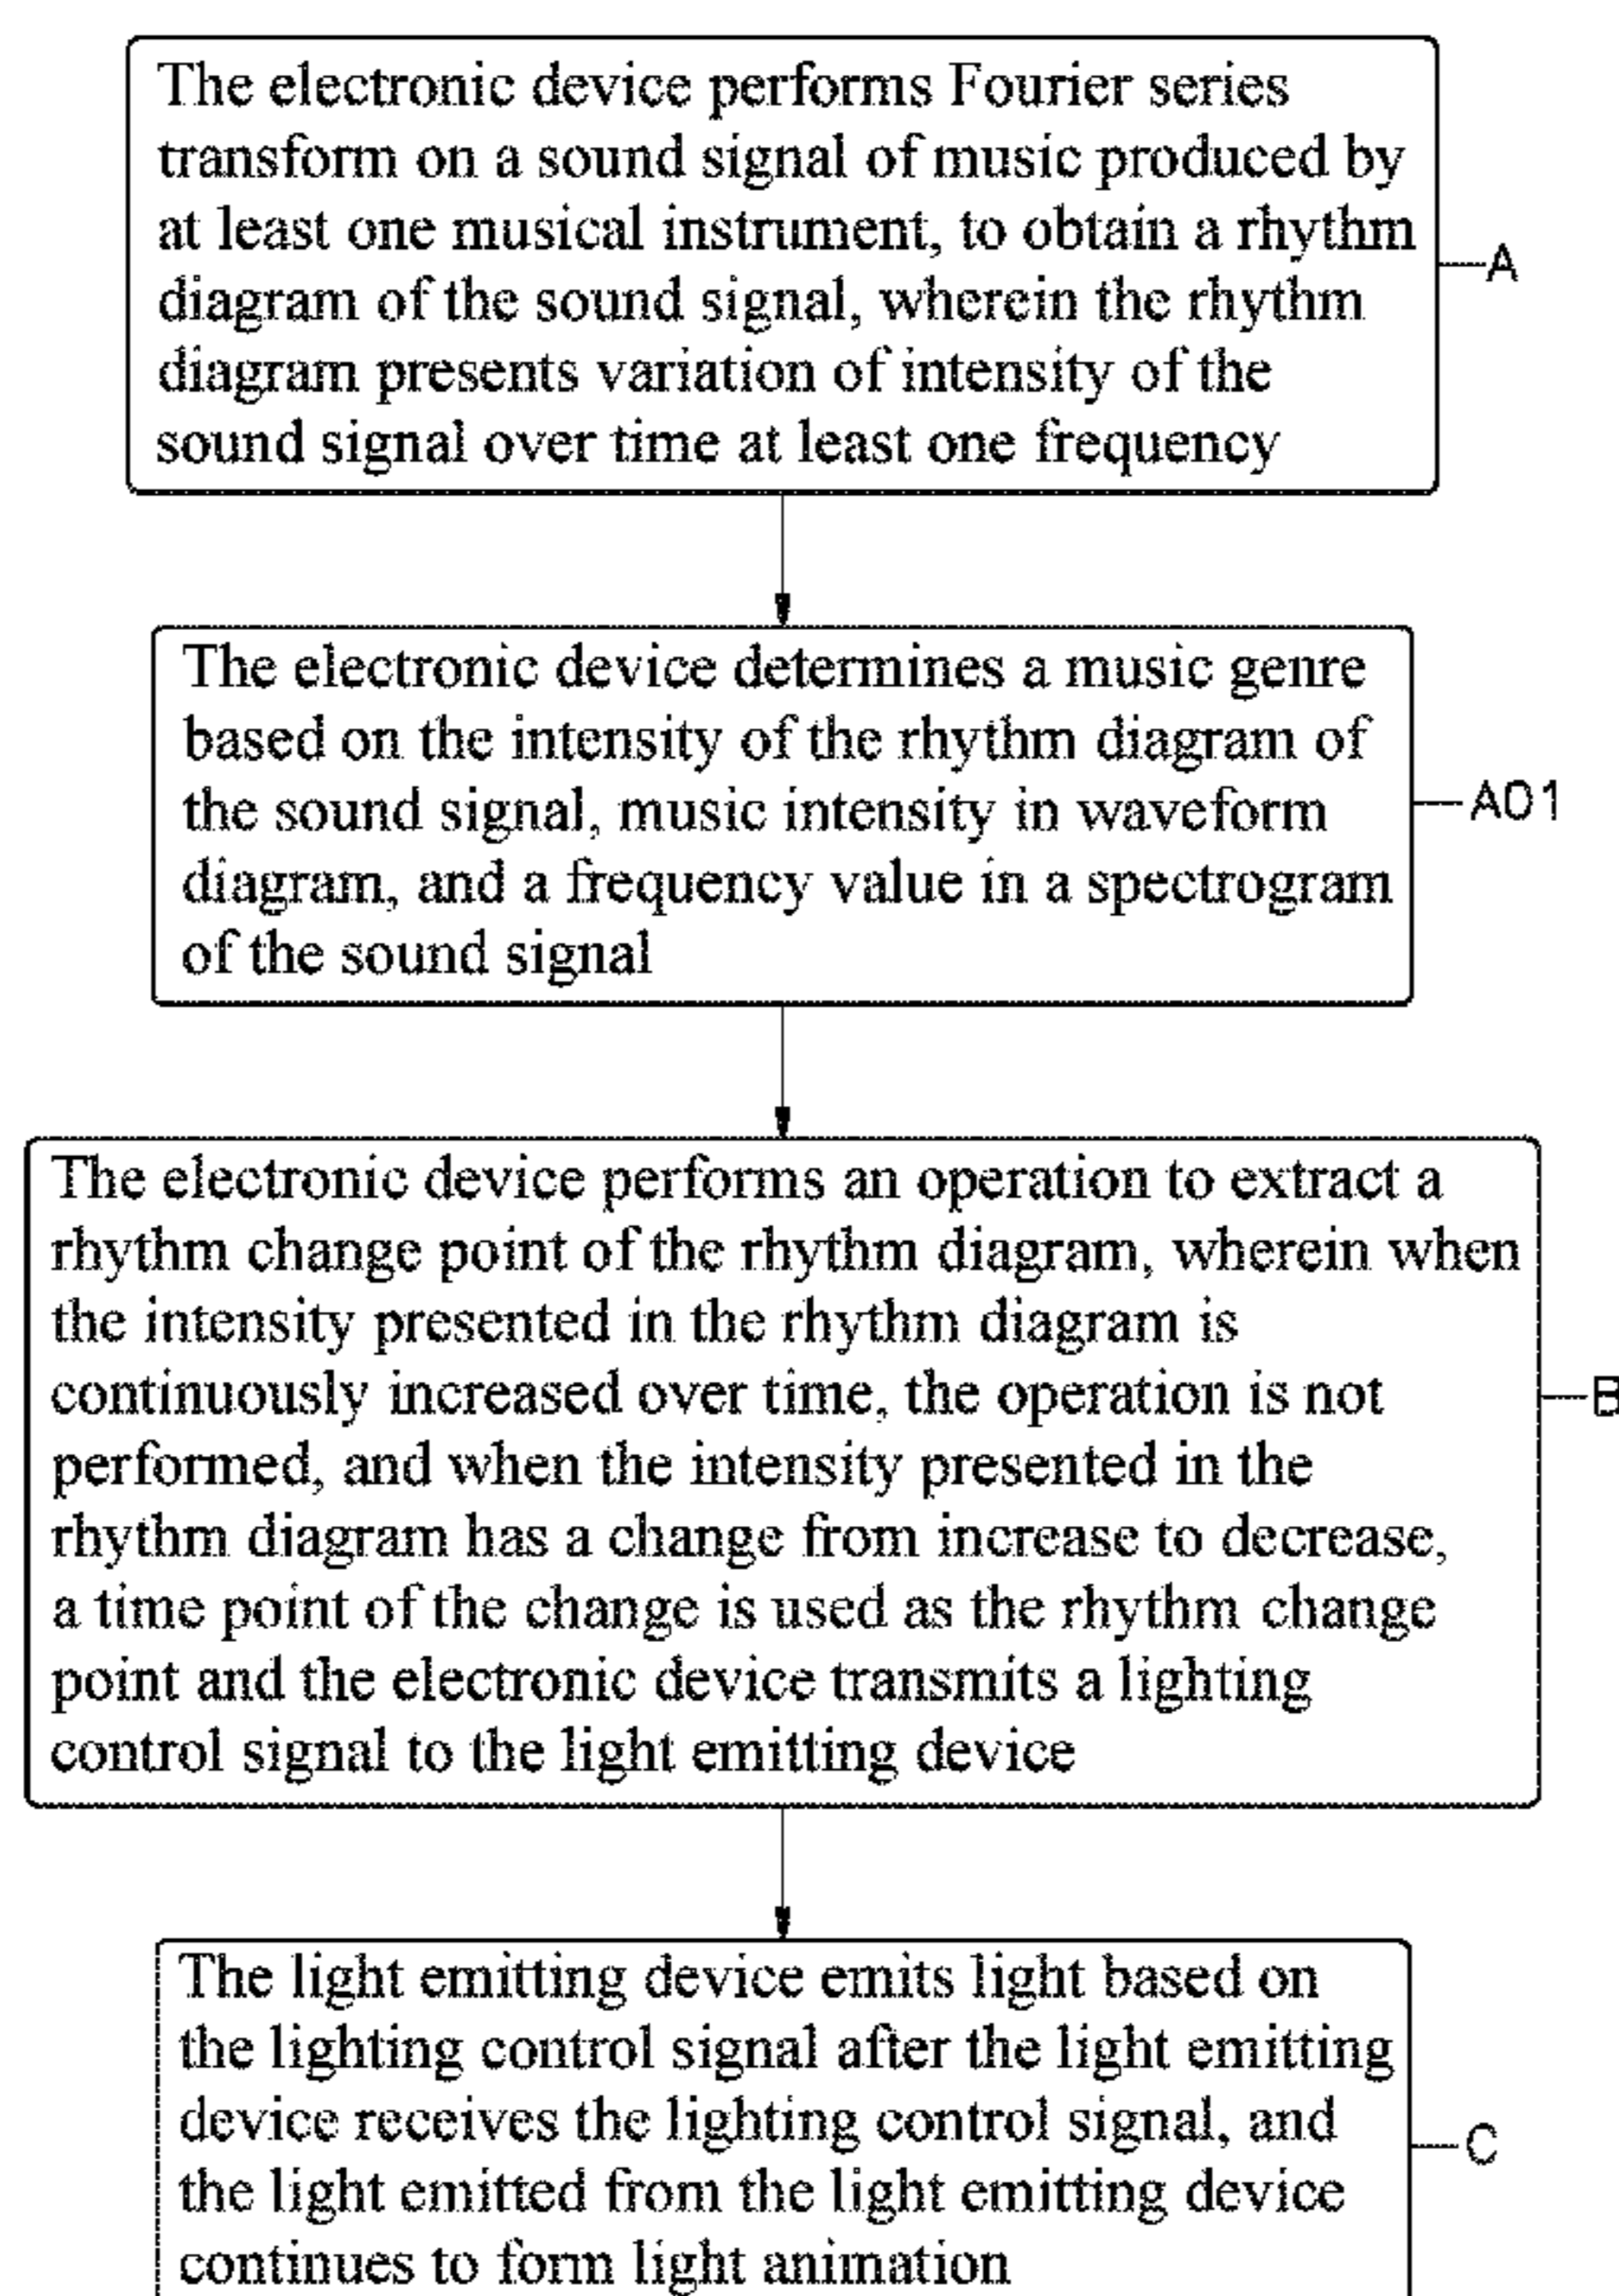 The electronic device performs Fourier series
transform on a sound signal of music produced by
at least one musical instrument, to obtain a rhythm
diagram of the sound signal, wherein the rhythm
diagram presents variation of intensity of the
sound signal over time at least one frequency
A
The electronic device determines a music genre
based on the intensity of the rhythm diagram of
the sound signal, music intensity in waveform
diagram, and a frequency value in a spectrogram
of the sound signal
A01
The electronic device performs an operation to extract a
rhythm change point of the rhythm diagram, wherein when
the intensity presented in the rhythm diagram is
continuously increased over time, the operation is not
performed, and when the intensity presented in the
rhythm diagram has a change from increase to decrease,
a time point of the change is used as the rhythm change
point and the electronic device transmits a lighting
control signal to the light emitting device
B
The light emitting device emits light based on
the lighting control signal after the light emitting
device receives the lighting control signal, and
the light emitted from the light emitting device
continues to form light animation
C